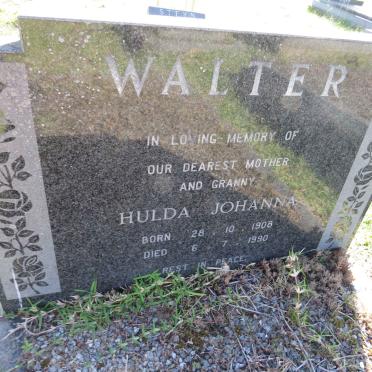 WALTER
IN LOVING MEMORY OF
OUR DEAREST MOTHER
AND GRANNY
HULDA JOHANNA
BORN 28 . 10 . 1908
DIED 6 . 7 . 1990
REST IN PEACE